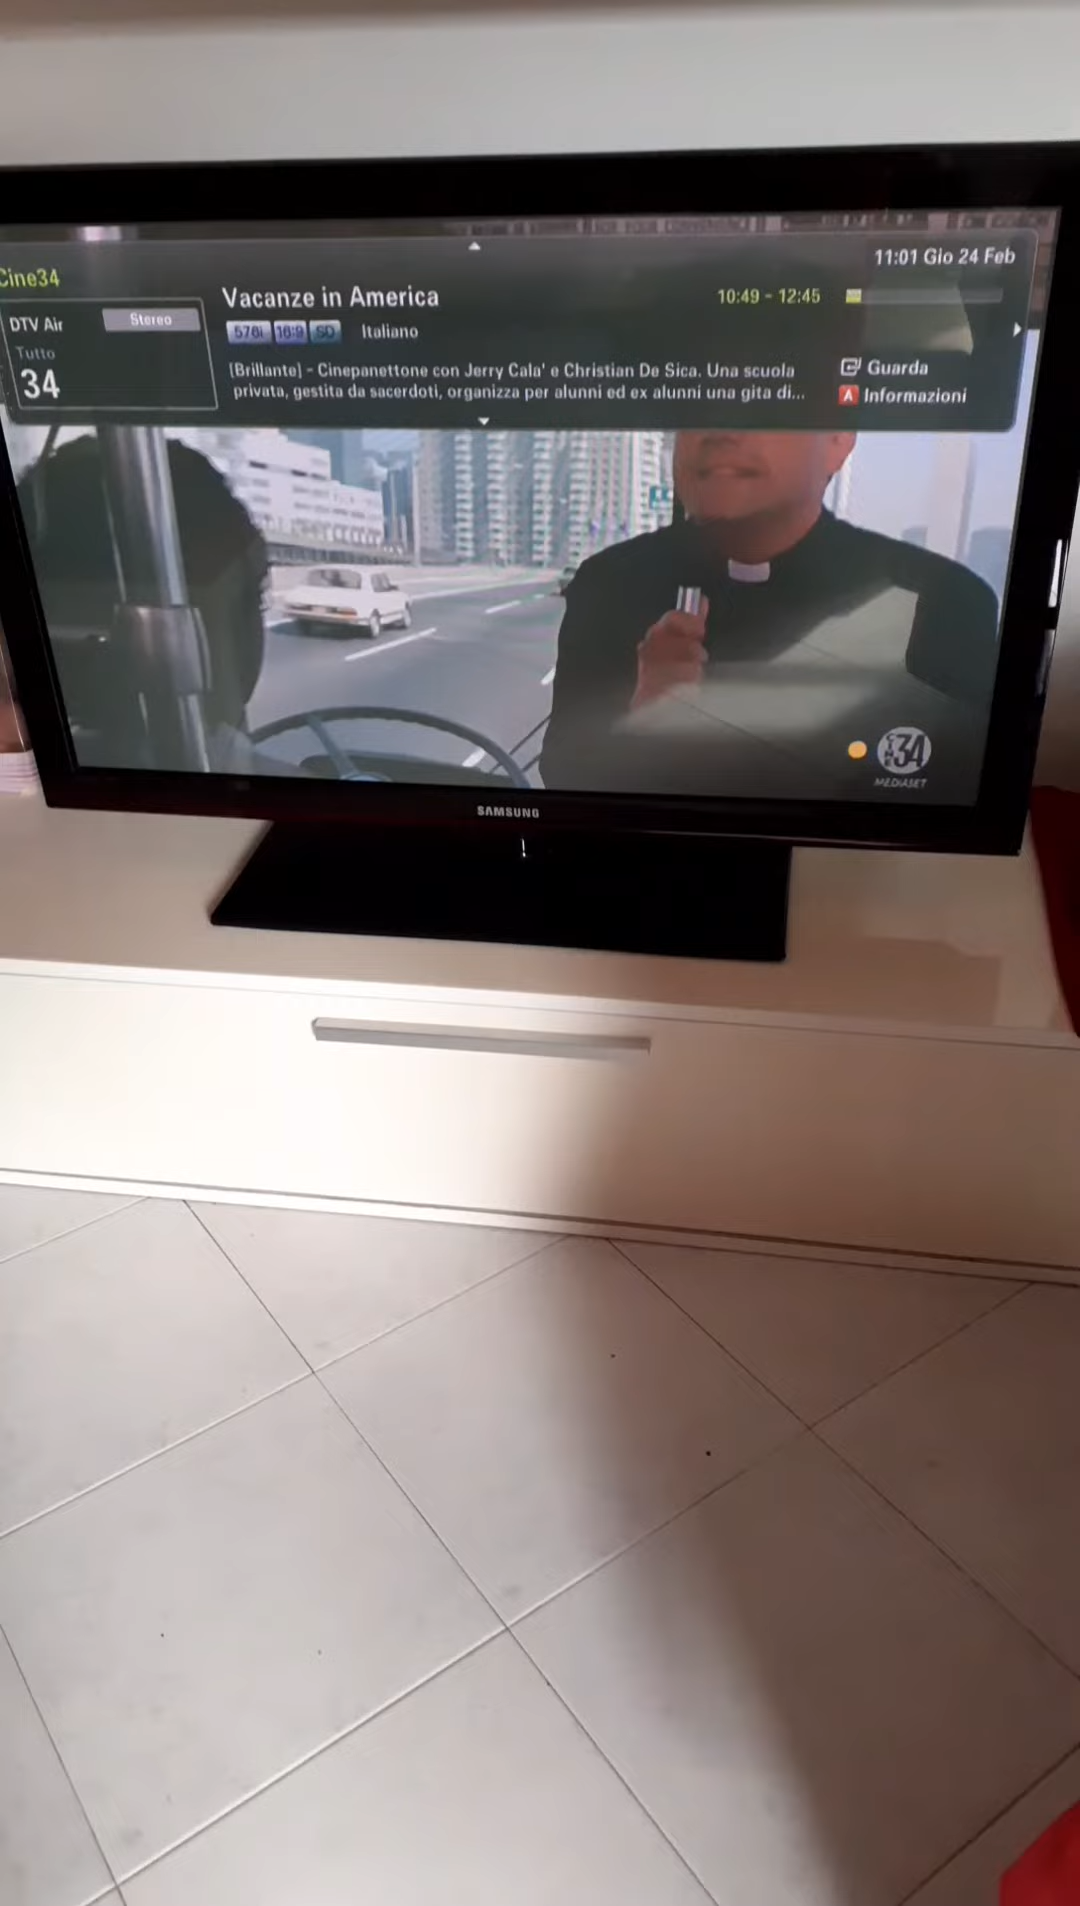 11:01 Gio 24 Feb
Cine34
Vacanze in America
10:49 - 12:45
DTV Air
Stereo
576i 16:9 SD Italiano
Tutto
34
[Brillante] - Cinepanettone con Jerry Cala' e Christian De Sica. Una scuola
privata, gestita da sacerdoti, organizza per alunni ed ex alunni una gita di...
Guarda
A Informazioni
CINE 34
MEDIASET
SAMSUNG